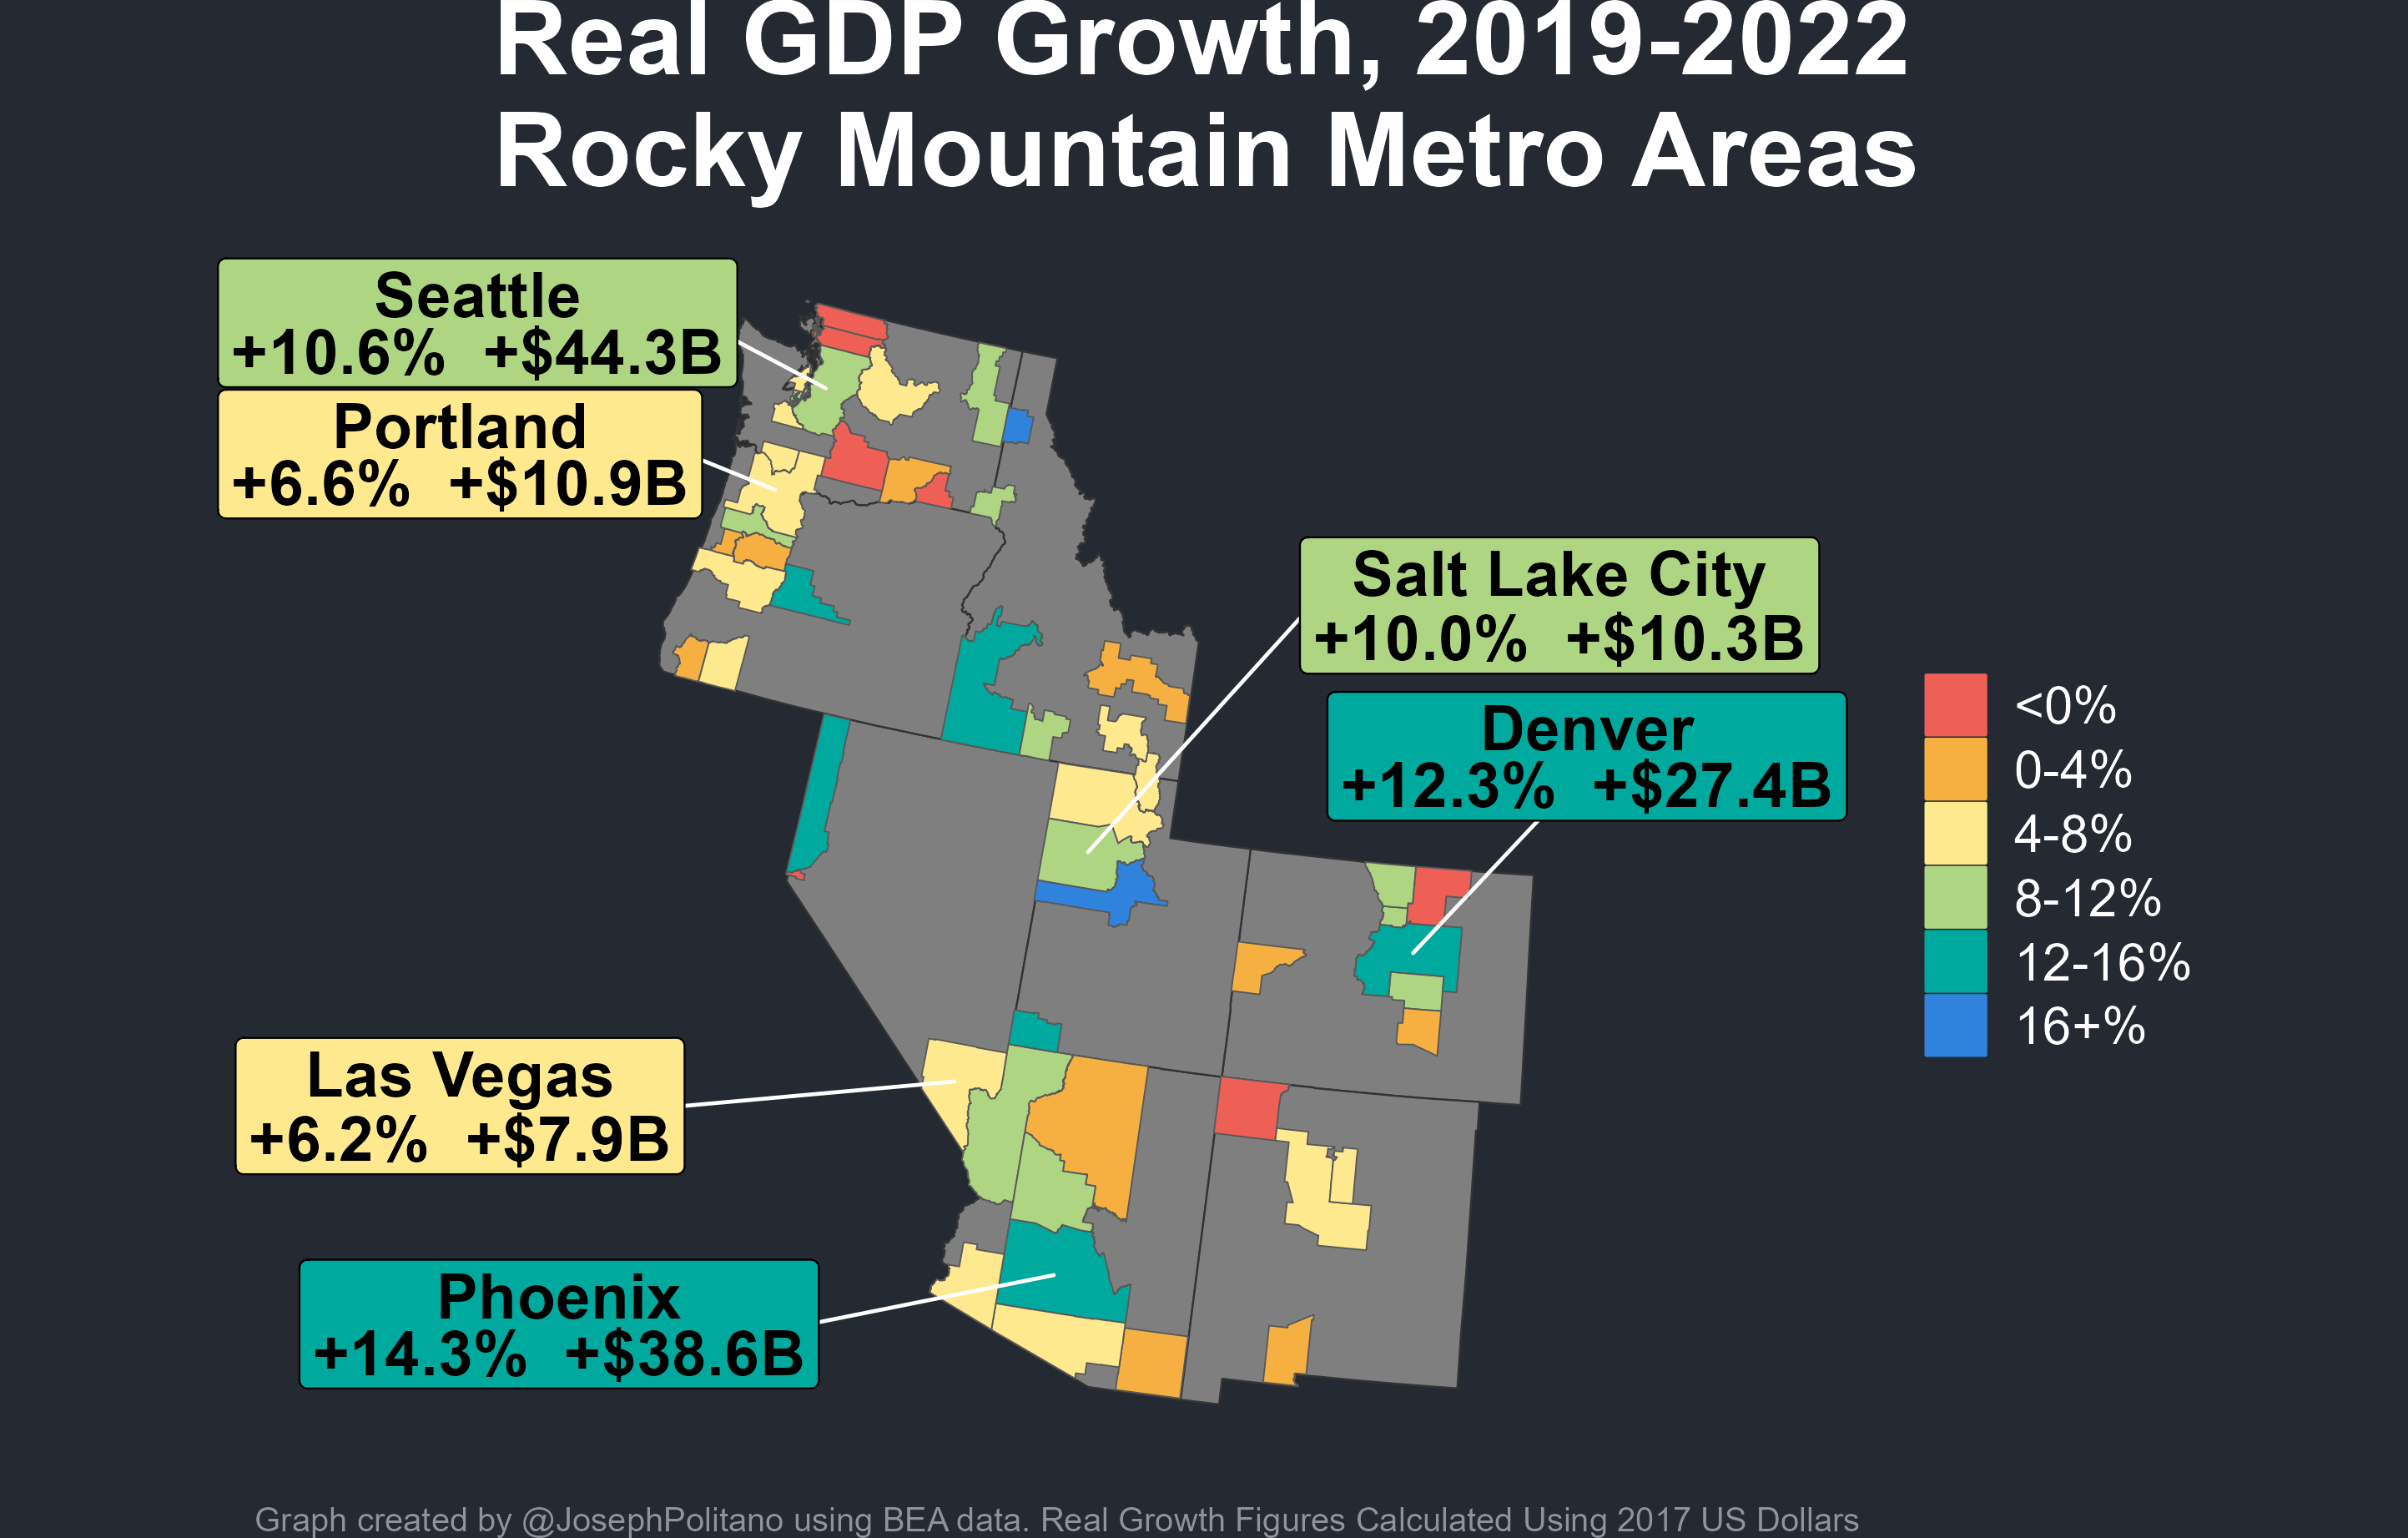 Real GDP Growth, 2019-2022
Rocky Mountain Metro Areas
Seattle
+10.6% +$44.3B
Portland
+6.6% +$10.9B
Salt Lake City
+10.0% +$10.3B
Denver
+12.3% +$27.4B
<0%
0-4%
4-8%
8-12%
12-16%
16+%
Las Vegas
+6.2% +$7.9B
Phoenix
+14.3% +$38.6B
Graph created by @JosephPolitano using BEA data. Real Growth Figures Calculated Using 2017 US Dollars